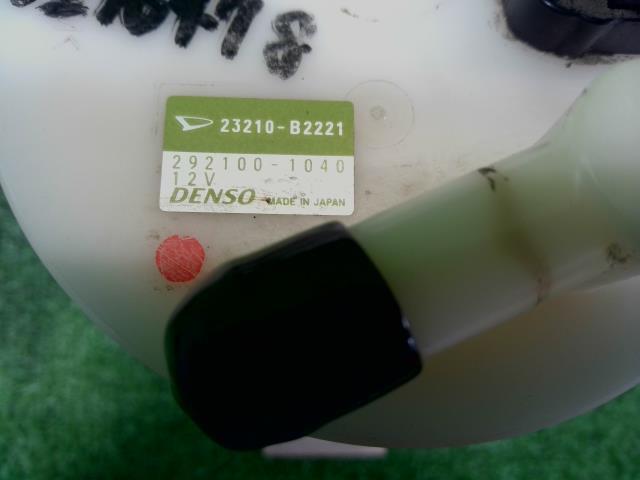 23210-B2221
292100-1040
12V
DENSO MADE IN JAPAN